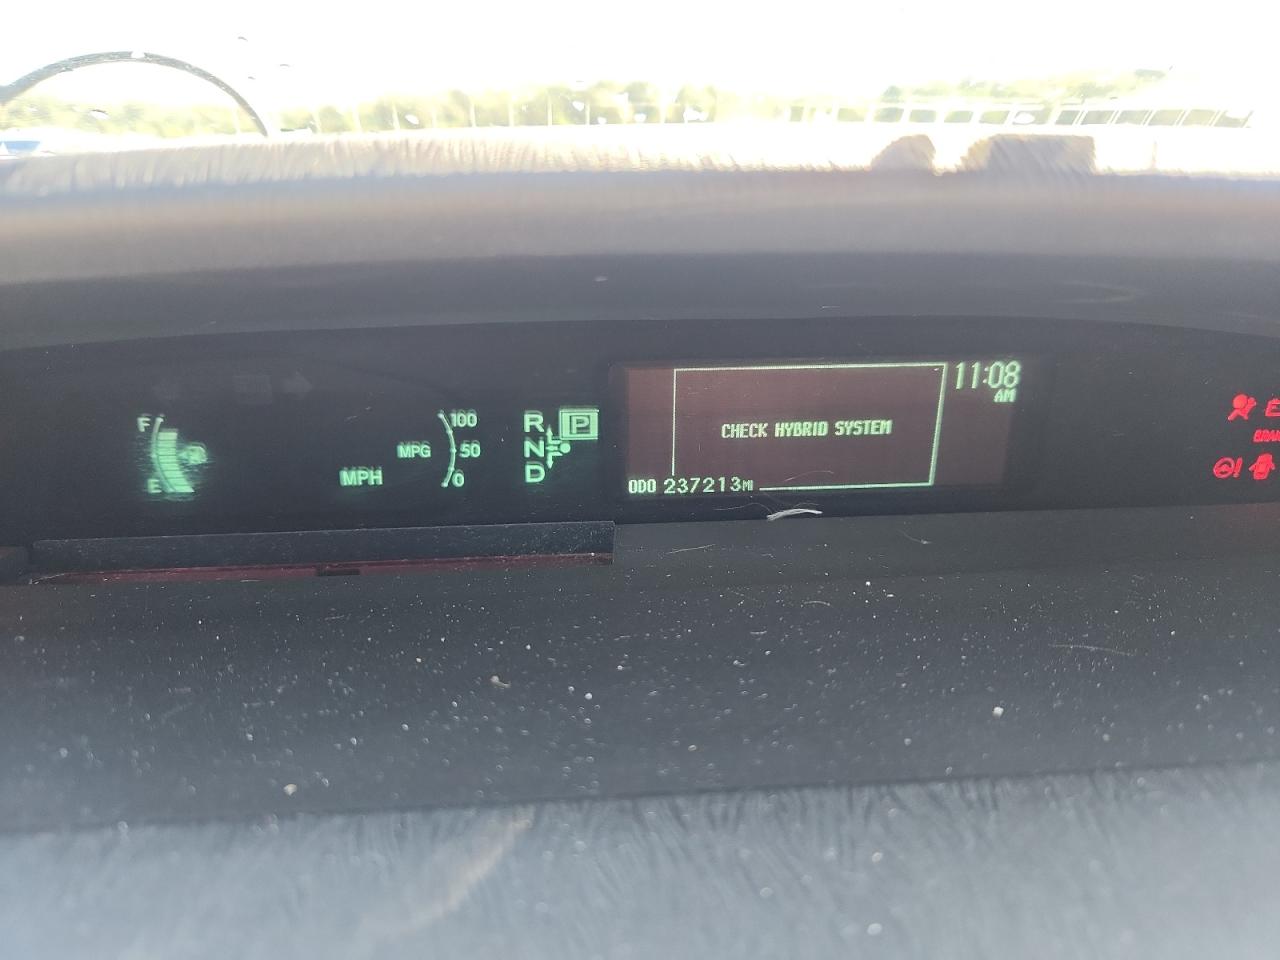 F
E
MPH
MPG
100
50
0
R
N
D
P
CHECK HYBRID SYSTEM
11:08
AM
ODO 237213MI